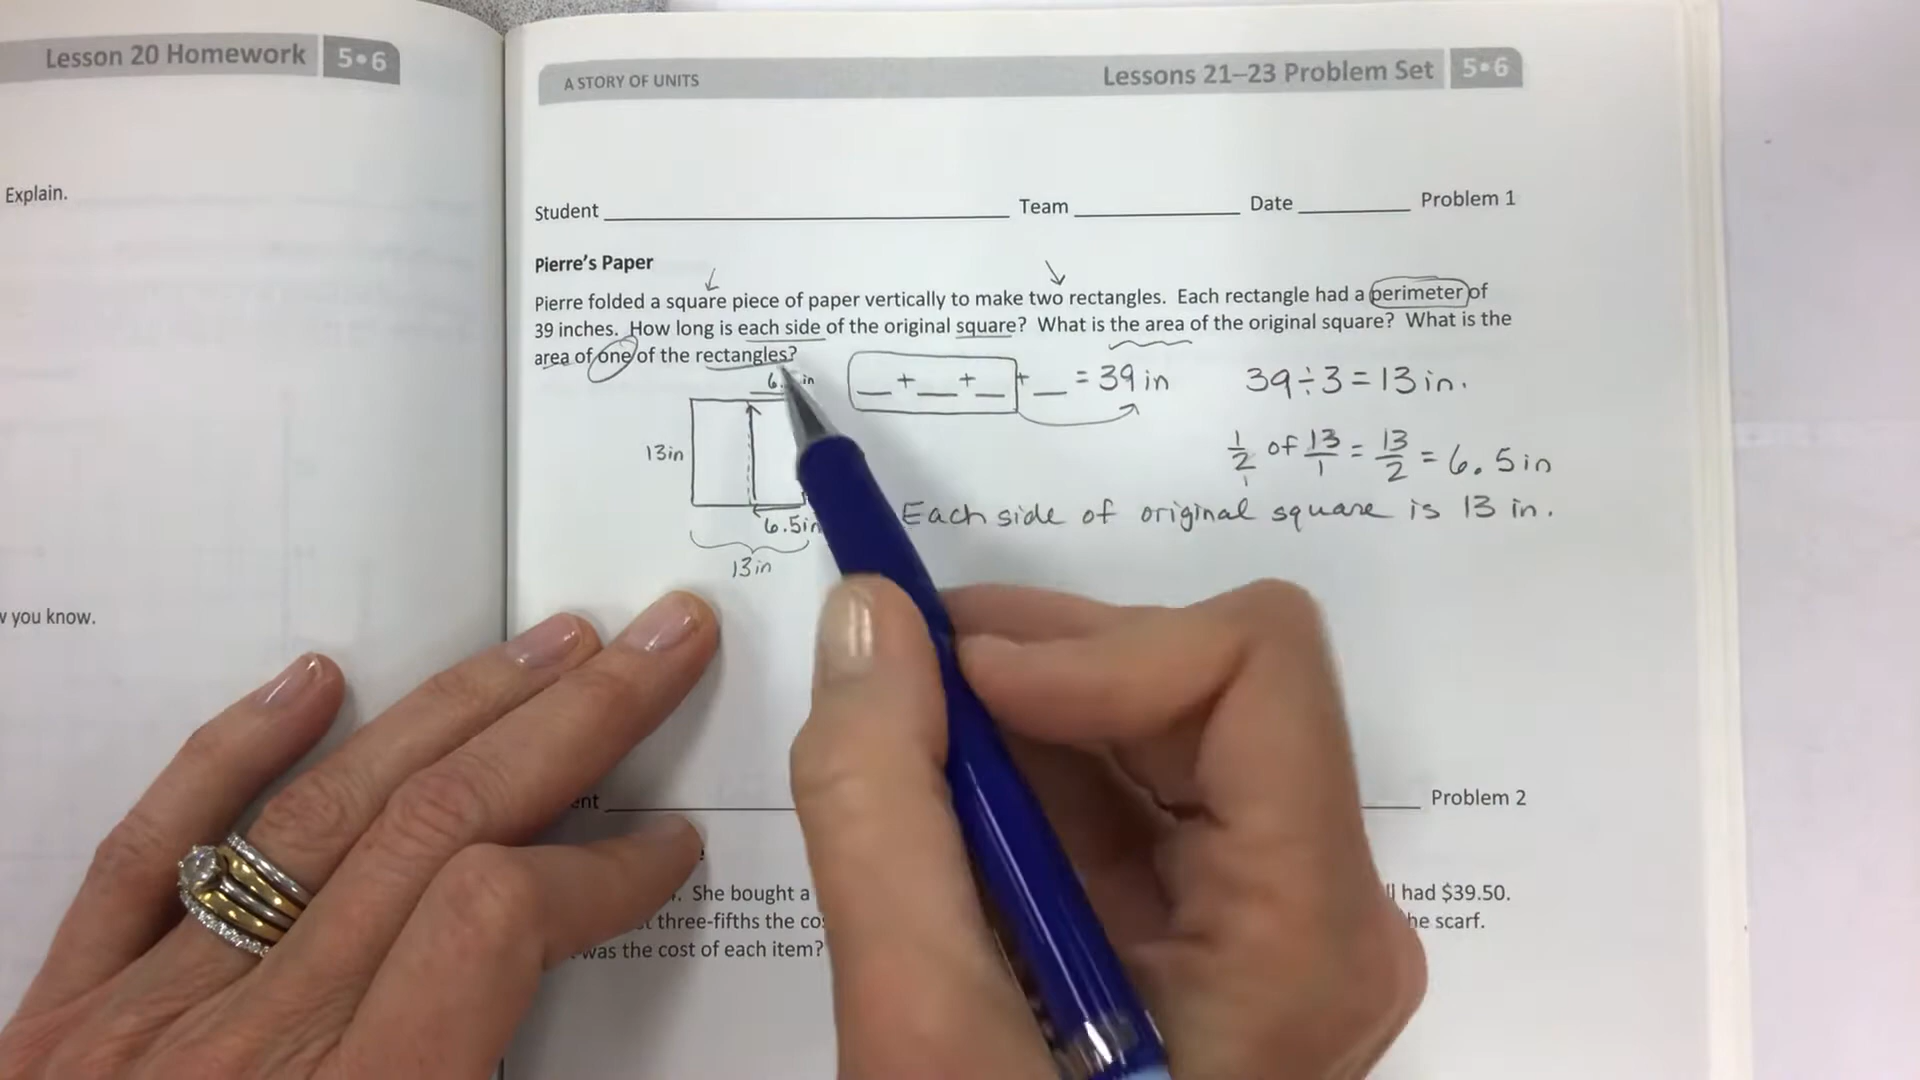 Lesson 20 Homework 5•6
Explain.
you know.
A STORY OF UNITS
Lessons 21–23 Problem Set 5•6
Student Team Date Problem 1
Pierre's Paper
Pierre folded a square piece of paper vertically to make two rectangles. Each rectangle had a perimeter of
39 inches. How long is each side of the original square? What is the area of the original square? What is the
area of one of the rectangles?
in
__ + __ + __ + __ = 39 in
39 ÷ 3 = 13 in.
13in
1/2 of 13/1 = 13/2 = 6.5 in
6.5in
13in
Each side of original square is 13 in.
Problem 2
She bought a had $39.50.
three-fifths the scarf.
was the cost of each item?